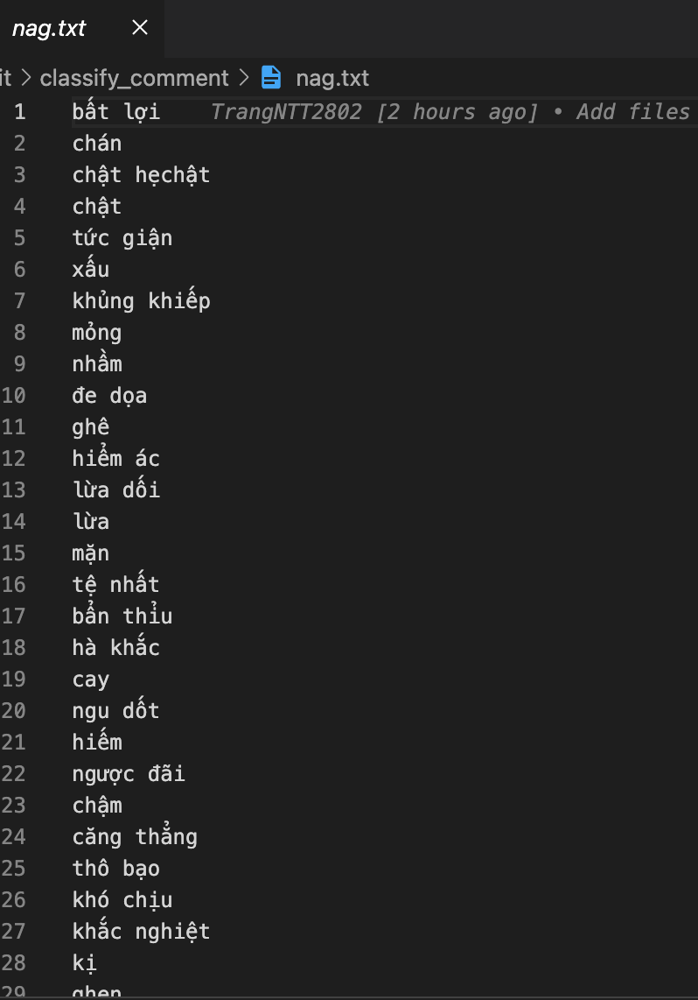 nag.txt
it > classify_comment > nag.txt
1 bất lợi TrangNTT2802 [2 hours ago] • Add files
2 chán
3 chật hẹchật
4 chật
5 tức giận
6 xấu
7 khủng khiếp
8 mỏng
9 nhầm
10 đe dọa
11 ghê
12 hiểm ác
13 lừa dối
14 lừa
15 mặn
16 tệ nhất
17 bẩn thỉu
18 hà khắc
19 cay
20 ngu dốt
21 hiếm
22 ngược đãi
23 chậm
24 căng thẳng
25 thô bạo
26 khó chịu
27 khắc nghiệt
28 kị
29 ghen